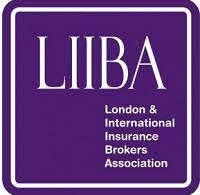 LIIBA
London &
International
Insurance
Brokers
Association